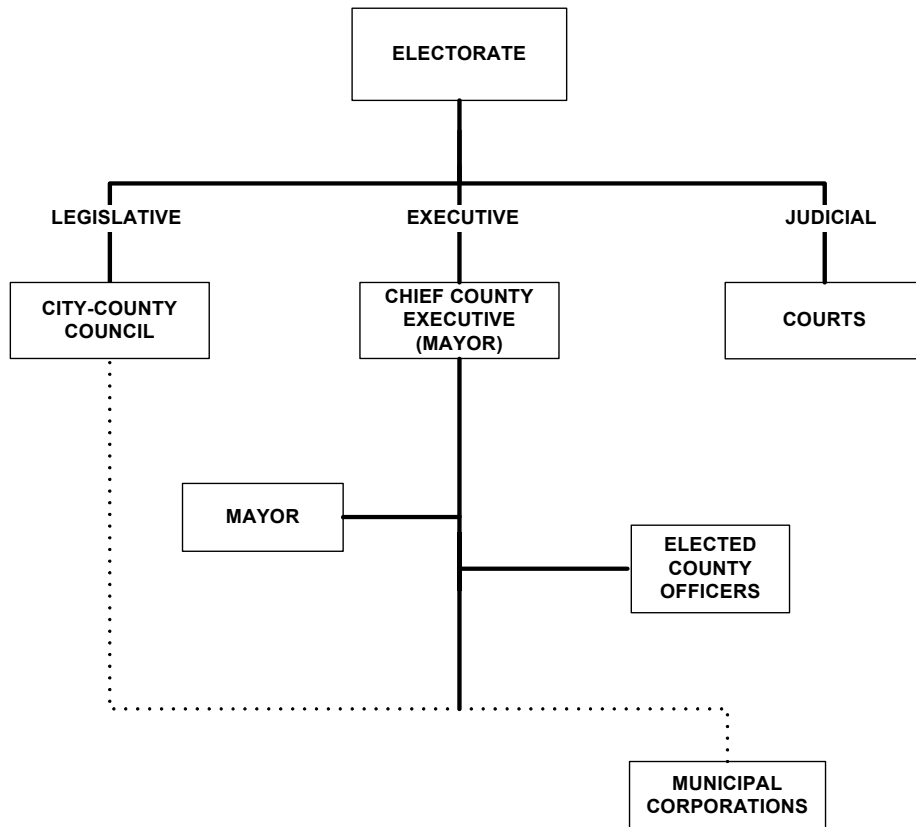 ELECTORATE
LEGISLATIVE
EXECUTIVE
JUDICIAL
CITY-COUNTY
COUNCIL
CHIEF COUNTY
EXECUTIVE
(MAYOR)
COURTS
MAYOR
ELECTED
COUNTY
OFFICERS
MUNICIPAL
CORPORATIONS